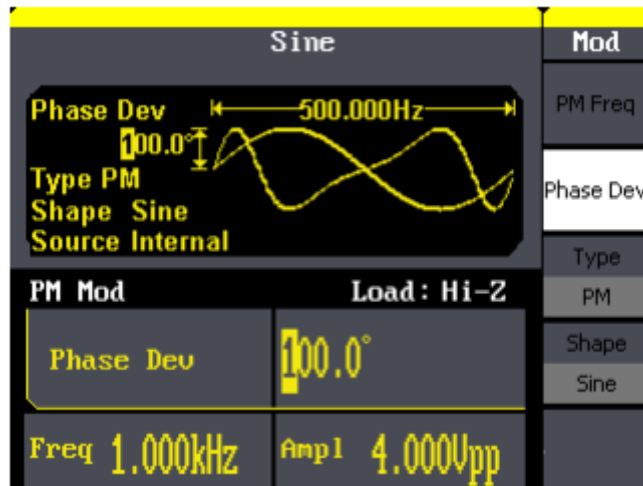 Sine
Mod
Phase Dev
500.000Hz
100.0°
Type PM
Shape Sine
Source Internal
PM Mod
Load: Hi-Z
Phase Dev
100.0°
Freq 1.000kHz
Ampl 4.000Vpp
PM Freq
Phase Dev
Type
PM
Shape
Sine